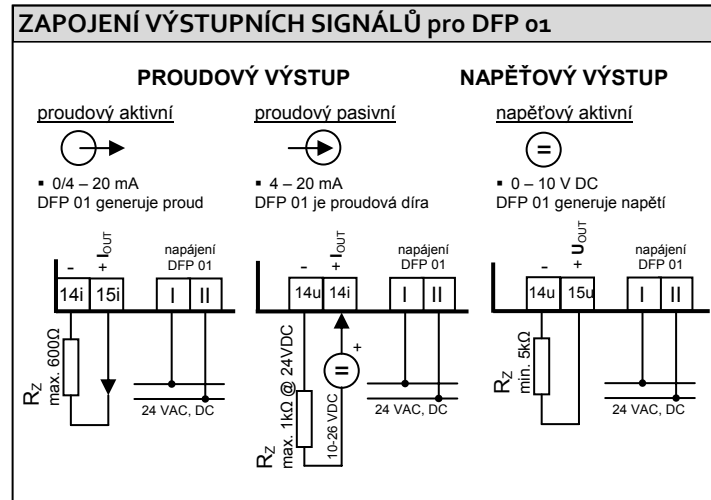 ZAPOJENÍ VÝSTUPNÍCH SIGNÁLŮ pro DFP 01
PROUDOVÝ VÝSTUP
NAPĚŤOVÝ VÝSTUP
proudový aktivní
▪ 0/4 – 20 mA
DFP 01 generuje proud
- + IOUT
napájení
DFP 01
14i 15i I II
RZ
max. 600Ω
24 VAC, DC
proudový pasivní
▪ 4 – 20 mA
DFP 01 je proudová díra
- + IOUT
napájení
DFP 01
14u 14i I II
RZ
max. 1kΩ @ 24VDC
=
+
10-26 VDC
24 VAC, DC
napěťový aktivní
=
▪ 0 – 10 V DC
DFP 01 generuje napětí
- + UOUT
napájení
DFP 01
14u 15u I II
RZ
min. 5kΩ
24 VAC, DC